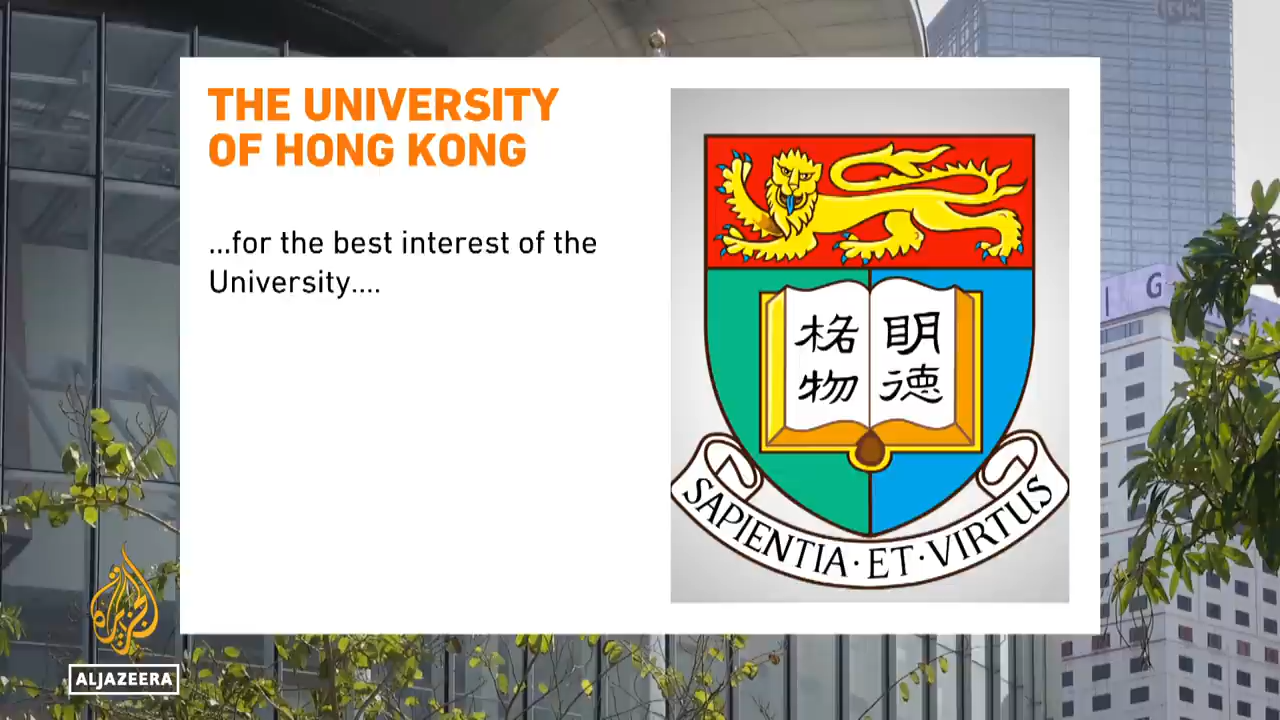 THE UNIVERSITY
OF HONG KONG
...for the best interest of the
University....
格 明
物 德
SAPIENTIA·ET·VIRTUS
G
ALJAZEERA